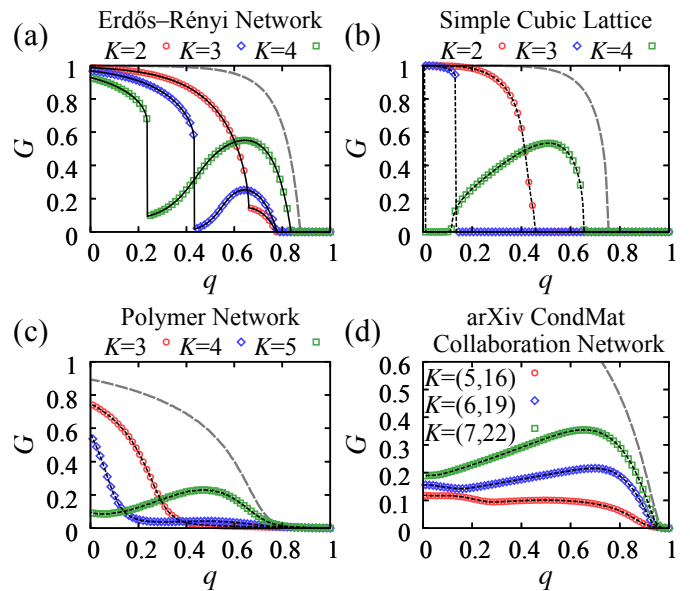 (a) Erdős–Rényi Network
K=2 K=3 K=4
1
0.8
0.6
0.4
0.2
0
G
0 0.2 0.4 0.6 0.8 1
q
(b) Simple Cubic Lattice
K=2 K=3 K=4
1
0.8
0.6
0.4
0.2
0
G
0 0.2 0.4 0.6 0.8 1
q
(c) Polymer Network
K=3 K=4 K=5
1
0.8
0.6
0.4
0.2
0
G
0 0.2 0.4 0.6 0.8 1
q
(d) arXiv CondMat
Collaboration Network
K=(5,16)
K=(6,19)
K=(7,22)
0.6
0.4
0.3
0.2
0.1
0
G
0 0.2 0.4 0.6 0.8 1
q